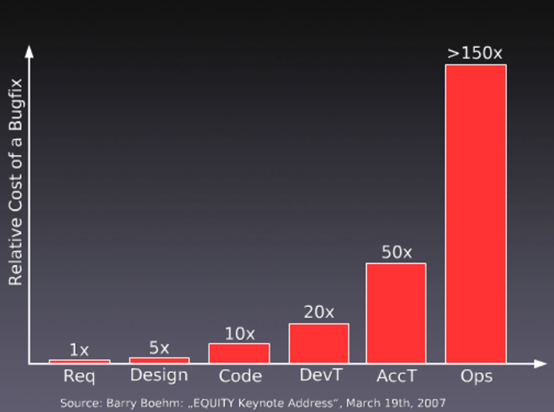 Relative Cost of a Bugfix
>150x
50x
20x
10x
5x
1x
Req Design Code DevT AccT Ops
Source: Barry Boehm: „EQUITY Keynote Address“, March 19th, 2007